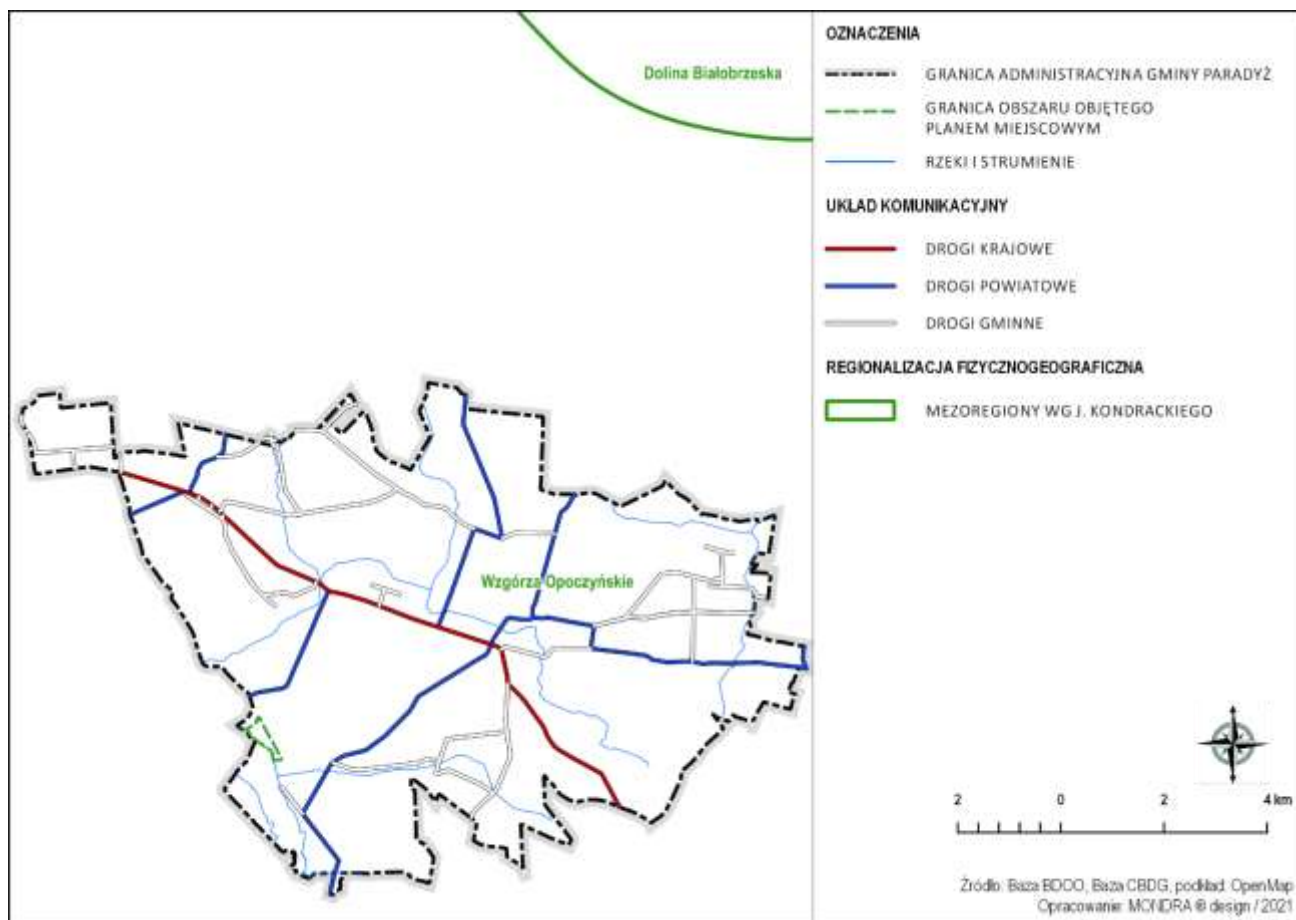 Dolina Białobrzeska
Wzgórza Opoczyńskie
OZNACZENIA
GRANICA ADMINISTRACYJNA GMINY PARADYŻ
GRANICA OBSZARU OBJĘTEGO
PLANEM MIEJSCOWYM
RZEKI I STRUMIENIE
UKŁAD KOMUNIKACYJNY
DROGI KRAJOWE
DROGI POWIATOWE
DROGI GMINNE
REGIONALIZACJA FIZYCZNOGEOGRAFICZNA
MEZOREGIONY WG J. KONDRACKIEGO
2 0 2 4 km
Źródło: Baza BDOO, Baza CBDG, podkład: OpenMap
Opracowanie: MONDRA © design / 2021